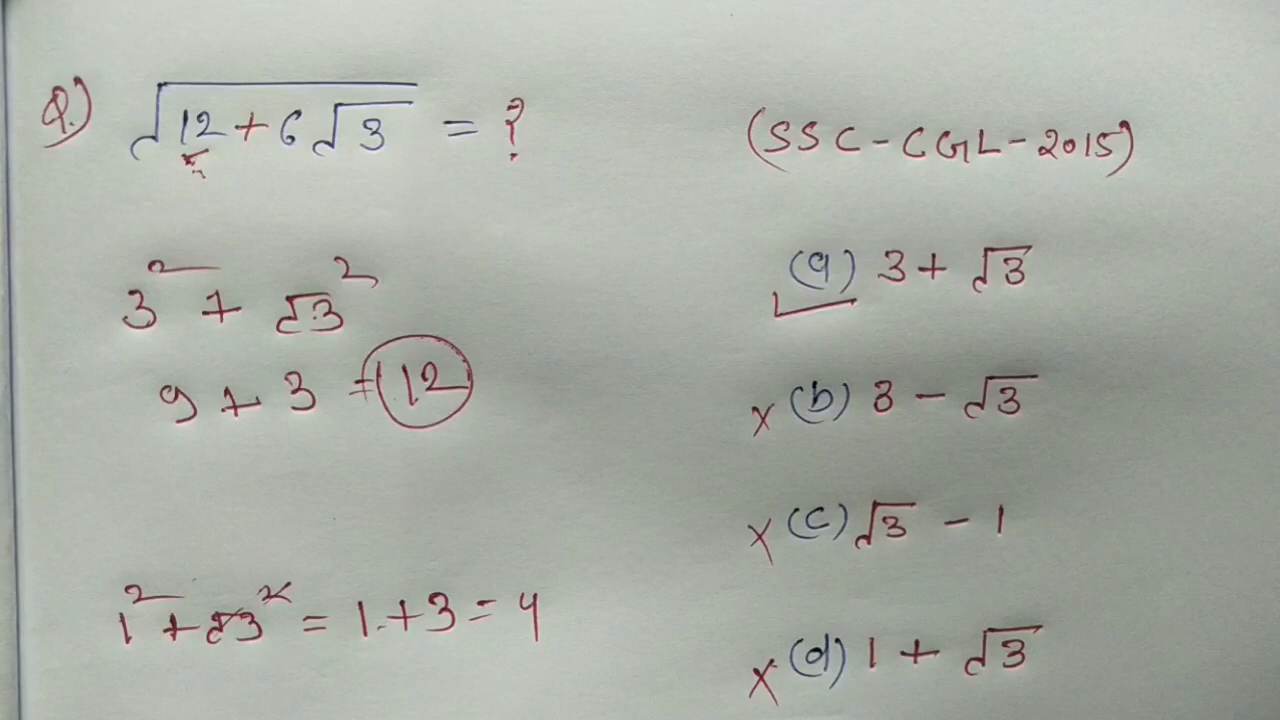 Q.) √(12 + 6√3) = ?
(SSC-CGL-2015)
3² + √3²
9 + 3 = 12
1² + √3² = 1 + 3 = 4
(a) 3 + √3
x (b) 3 - √3
x (c) √3 - 1
x (d) 1 + √3